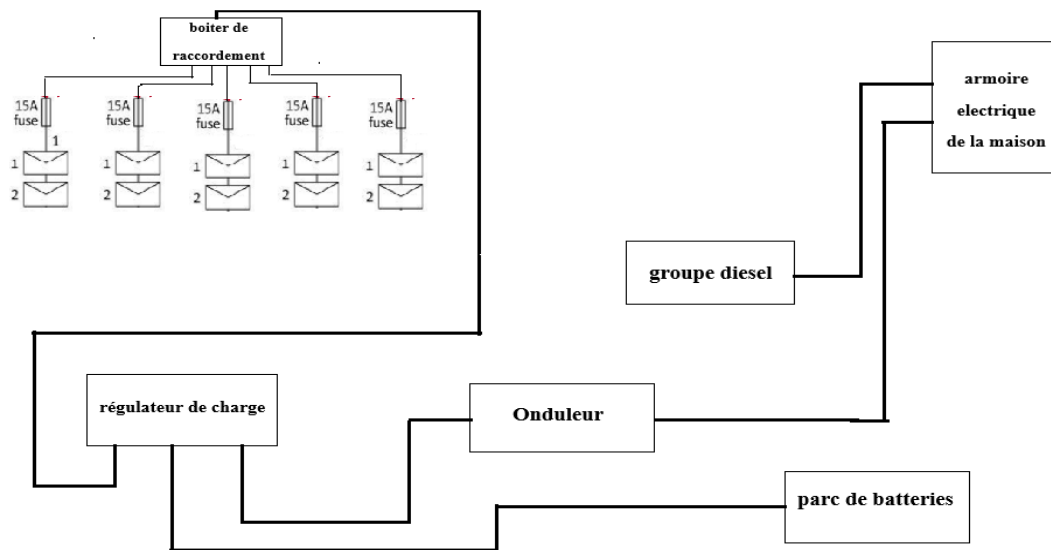 boiter de
raccordement
15A
fuse
15A
fuse
15A
fuse
15A
fuse
15A
fuse
1
1
1
1
1
1
2
2
2
2
2
armoire
electrique
de la maison
groupe diesel
régulateur de charge
Onduleur
parc de batteries